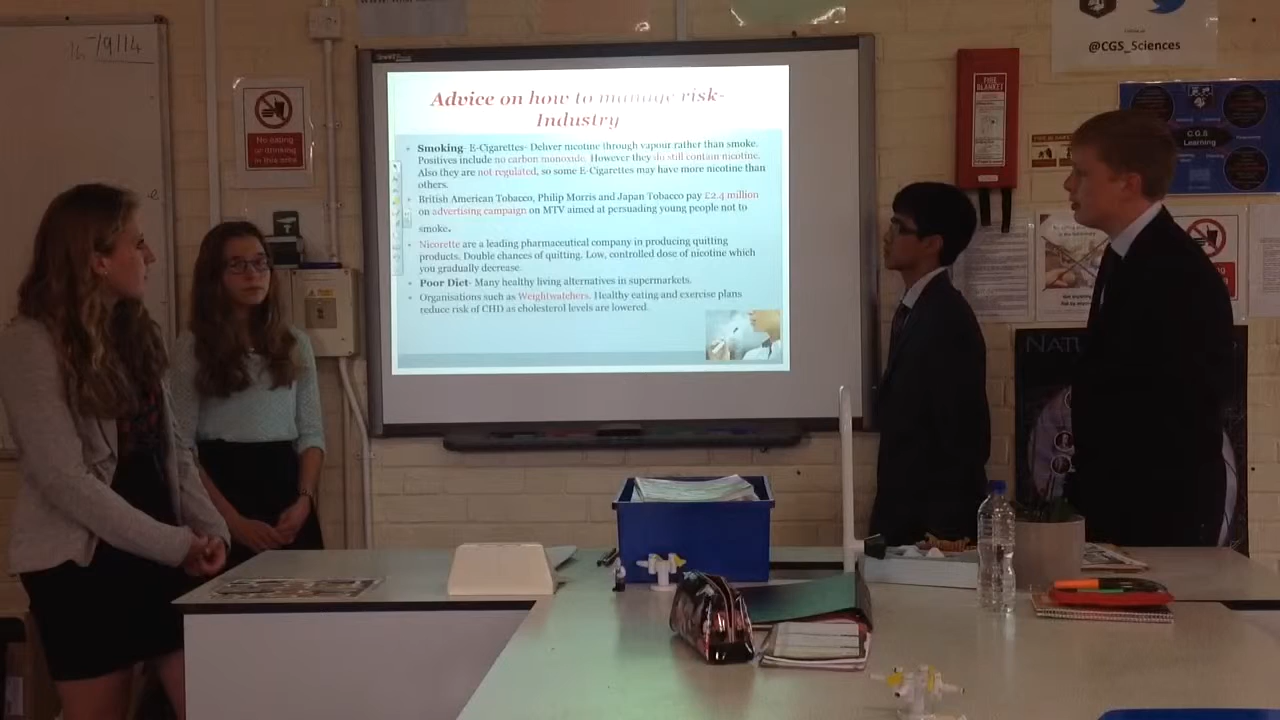 16/9/14
No eating
or drinking
in this area
Advice on how to manage risk-
Industry
• Smoking- E-Cigarettes- Deliver nicotine through vapour rather than smoke.
Positives include no carbon monoxide. However they do still contain nicotine.
Also they are not regulated, so some E-Cigarettes may have more nicotine than
others.
British American Tobacco, Philip Morris and Japan Tobacco pay £2.4 million
on advertising campaign on MTV aimed at persuading young people not to
smoke.
• Nicorette are a leading pharmaceutical company in producing quitting
products. Double chances of quitting. Low, controlled dose of nicotine which
you gradually decrease.
• Poor Diet- Many healthy living alternatives in supermarkets.
• Organisations such as Weightwatchers. Healthy eating and exercise plans
reduce risk of CHD as cholesterol levels are lowered.
FIRE
BLANKET
@CGS_Sciences
C.G.S
Learning
NATU